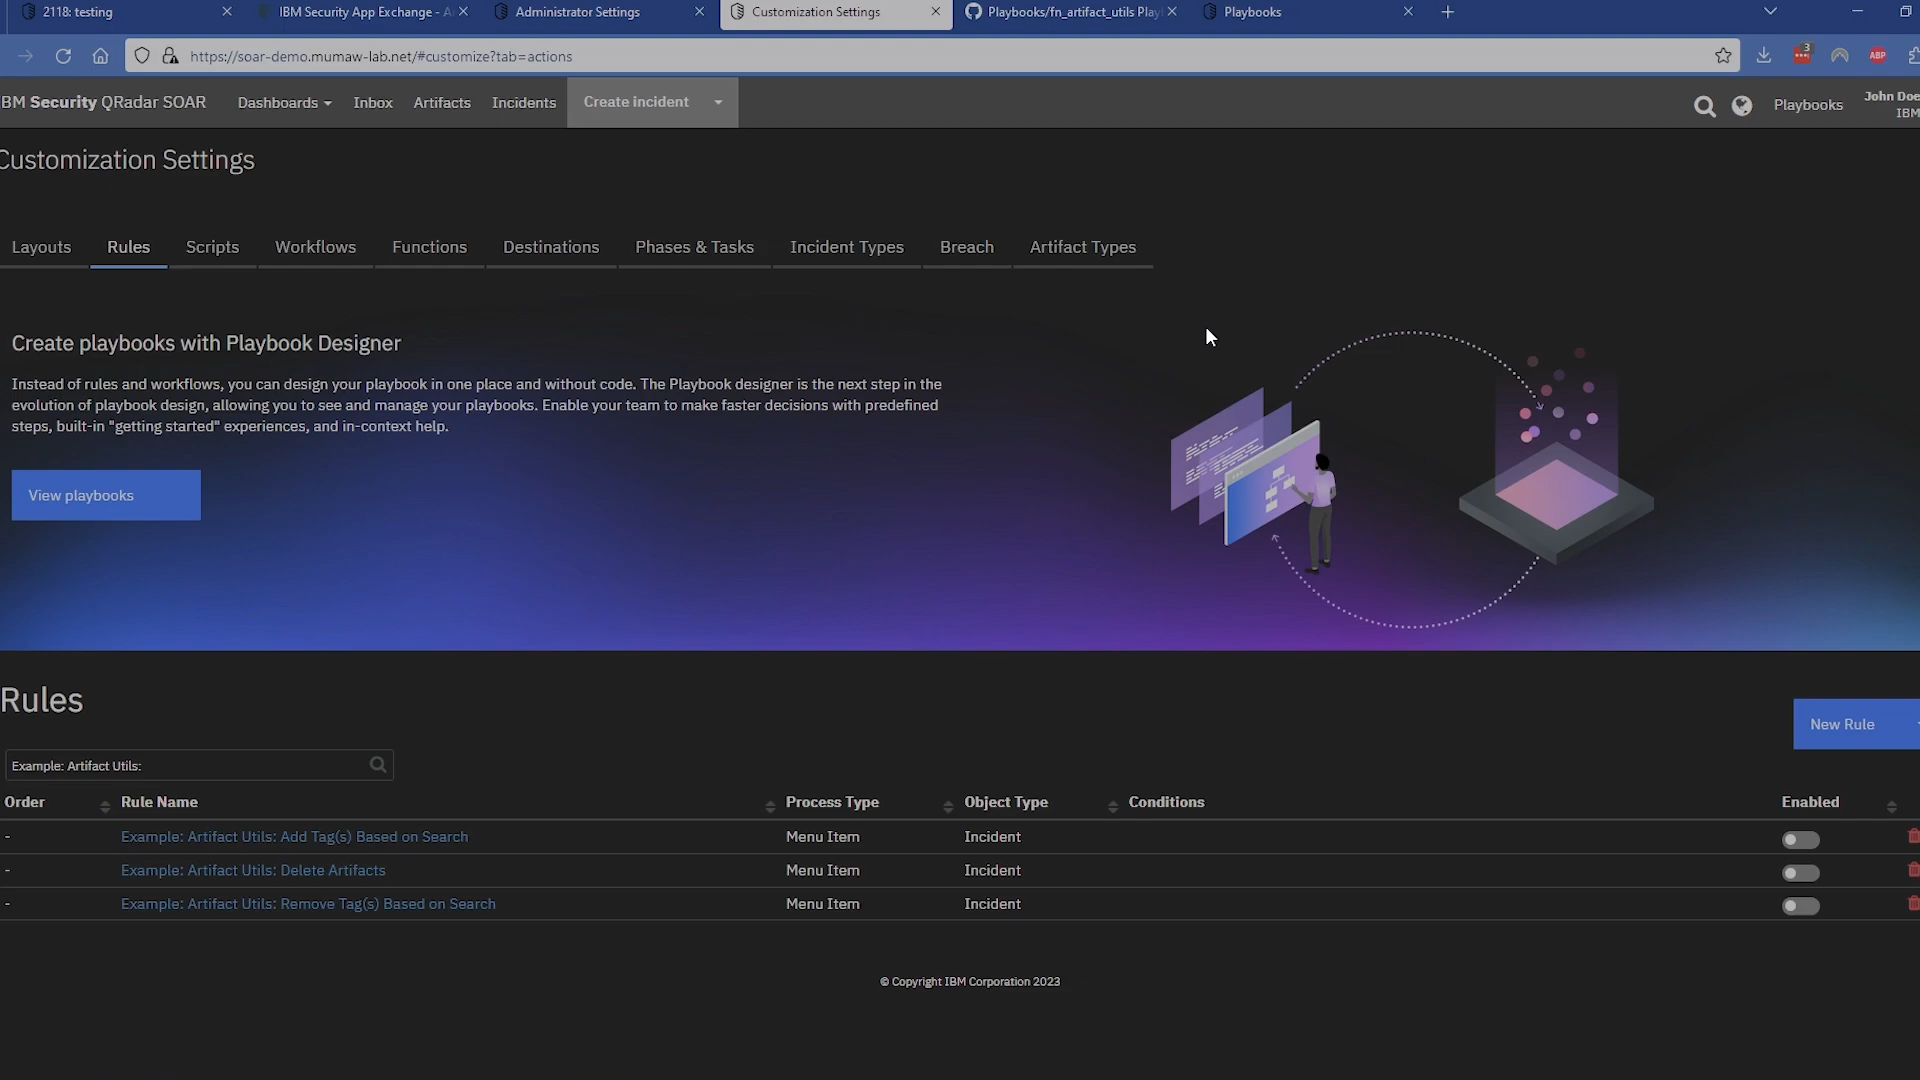 2118: testing
IBM Security App Exchange - A
Administrator Settings
Customization Settings
Playbooks/fn_artifact_utils Playl
Playbooks
https://soar-demo.mumaw-lab.net/#customize?tab=actions
3
ABP
BM Security QRadar SOAR
Dashboards
Inbox
Artifacts
Incidents
Create incident
Playbooks
John Doe
IBM
Customization Settings
Layouts
Rules
Scripts
Workflows
Functions
Destinations
Phases & Tasks
Incident Types
Breach
Artifact Types
Create playbooks with Playbook Designer
Instead of rules and workflows, you can design your playbook in one place and without code. The Playbook designer is the next step in the
evolution of playbook design, allowing you to see and manage your playbooks. Enable your team to make faster decisions with predefined
steps, built-in "getting started" experiences, and in-context help.
View playbooks
Rules
New Rule
Example: Artifact Utils:
Order Rule Name Process Type Object Type Conditions Enabled
- Example: Artifact Utils: Add Tag(s) Based on Search Menu Item Incident
- Example: Artifact Utils: Delete Artifacts Menu Item Incident
- Example: Artifact Utils: Remove Tag(s) Based on Search Menu Item Incident
© Copyright IBM Corporation 2023